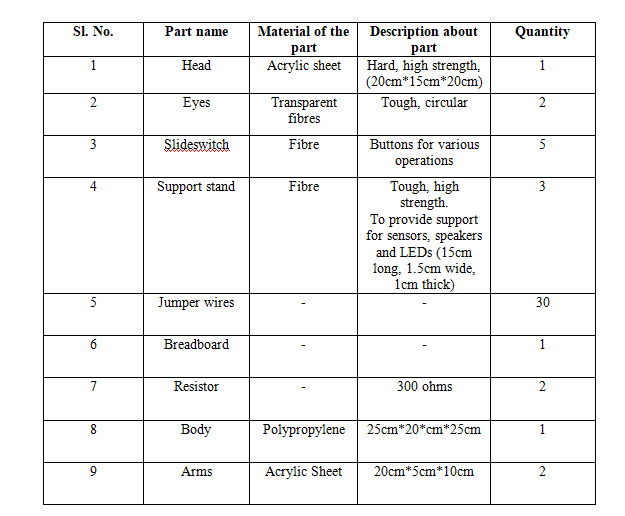 Sl. No. Part name Material of the part Description about part Quantity
1 Head Acrylic sheet Hard, high strength, (20cm*15cm*20cm) 1
2 Eyes Transparent fibres Tough, circular 2
3 Slideswitch Fibre Buttons for various operations 5
4 Support stand Fibre Tough, high strength. To provide support for sensors, speakers and LEDs (15cm long, 1.5cm wide, 1cm thick) 3
5 Jumper wires - - 30
6 Breadboard - - 1
7 Resistor - 300 ohms 2
8 Body Polypropylene 25cm*20*cm*25cm 1
9 Arms Acrylic Sheet 20cm*5cm*10cm 2